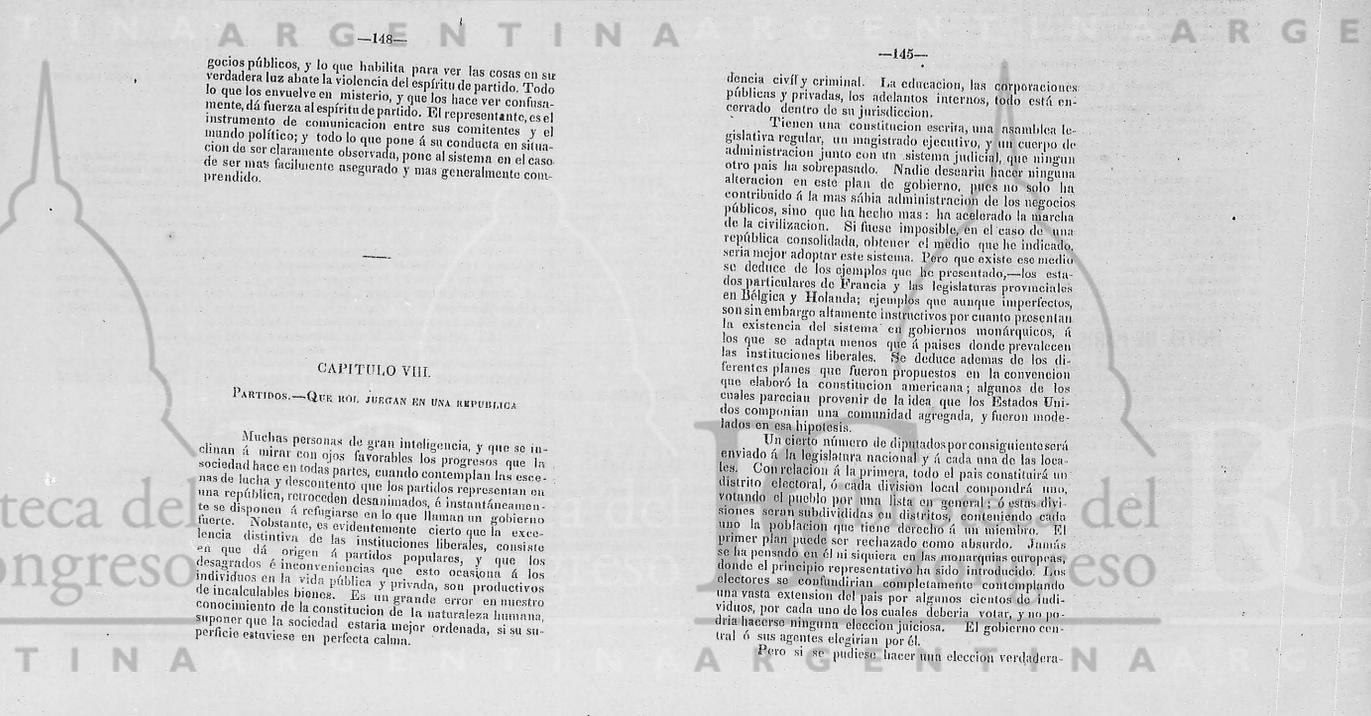 —148—
gocios públicos, y lo que habilita para ver las cosas en su
verdadera luz abate la violencia del espíritu de partido. Todo
lo que los envuelve en misterio, y que los hace ver confusa-
mente, dá fuerza al espíritu de partido. El representante, es el
instrumento de comunicacion entre sus comitentes y el
mundo político; y todo lo que pone á su conducta en situa-
cion de ser claramente observada, pone al sistema en el caso
de ser mas facilmente asegurado y mas generalmente com-
prendido.
CAPITULO VIII.
PARTIDOS.—QUE ROL JUEGAN EN UNA REPUBLICA
Muchas personas de gran inteligencia, y que se in-
clinan á mirar con ojos favorables los progresos que la
sociedad hace en todas partes, cuando contemplan las esce-
nas de lucha y descontento que los partidos representan en
una república, retroceden desanimados, é instantáneamen-
te se disponen á refugiarse en lo que llaman un gobierno
fuerte. Nobstante, es evidentemente cierto que la exce-
lencia distintiva de las instituciones liberales, consiste
en que dá origen á partidos populares, y que los
desagrados é inconveniencias que esto ocasiona á los
individuos en la vida pública y privada, son productivos
de incalculables bienes. Es un grande error en nuestro
conocimiento de la constitucion de la naturaleza humana,
suponer que la sociedad estaria mejor ordenada, si su su-
perficie estuviese en perfecta calma.
—145—
dencia civil y criminal. La educacion, las corporaciones
públicas y privadas, los adelantos internos, todo está en-
cerrado dentro de su jurisdiccion.
Tienen una constitucion escrita, una asamblea le-
gislativa regular, un magistrado ejecutivo, y un cuerpo de
administracion junto con un sistema judicial, que ningun
otro pais ha sobrepasado. Nadie desearia hacer ninguna
alteracion en este plan de gobierno, pues no solo ha
contribuido á la mas sábia administracion de los negocios
públicos, sino que ha hecho mas: ha acelerado la marcha
de la civilizacion. Si fuese imposible, en el caso de una
república consolidada, obtener el medio que he indicado,
seria mejor adoptar este sistema. Pero que existe ese medio
se deduce de los ejemplos que he presentado,—los esta-
dos particulares de Francia y las legislaturas provinciales
en Bélgica y Holanda; ejemplos que aunque imperfectos,
son sin embargo altamente instructivos por cuanto presentan
la existencia del sistema en gobiernos monárquicos, á
los que se adapta menos que á paises donde prevalecen
las instituciones liberales. Se deduce ademas de los di-
ferentes planes que fueron propuestos en la convencion
que elaboró la constitucion americana; algunos de los
cuales parecian provenir de la idea que los Estados Uni-
dos componian una comunidad agregada, y fueron mode-
lados en esa hipotesis.
Un cierto número de diputados por consiguiente será
enviado á la legislatura nacional y á cada una de las loca-
les. Con relacion á la primera, todo el pais constituirá un
distrito electoral, ó cada division local compondrá uno,
votando el pueblo por una lista en general; ó estas divi-
siones serán subdivididas en distritos, conteniendo cada
uno la poblacion que tiene derecho á un miembro. El
primer plan puede ser rechazado como absurdo. Jamás
se ha pensado en él ni siquiera en las monarquias europeas,
donde el principio representativo ha sido introducido. Los
electores se confundirian completamente contemplando
una vasta extension del pais por algunos cientos de indi-
viduos, por cada uno de los cuales deberia votar, y no po-
dria hacerse ninguna eleccion juiciosa. El gobierno cen-
tral ó sus agentes elegirian por él.
Pero si se pudiese hacer una eleccion verdadera-
ARGENTINA
teca del
ongreso
Biblioteca del
Congreso
ARGENTINA